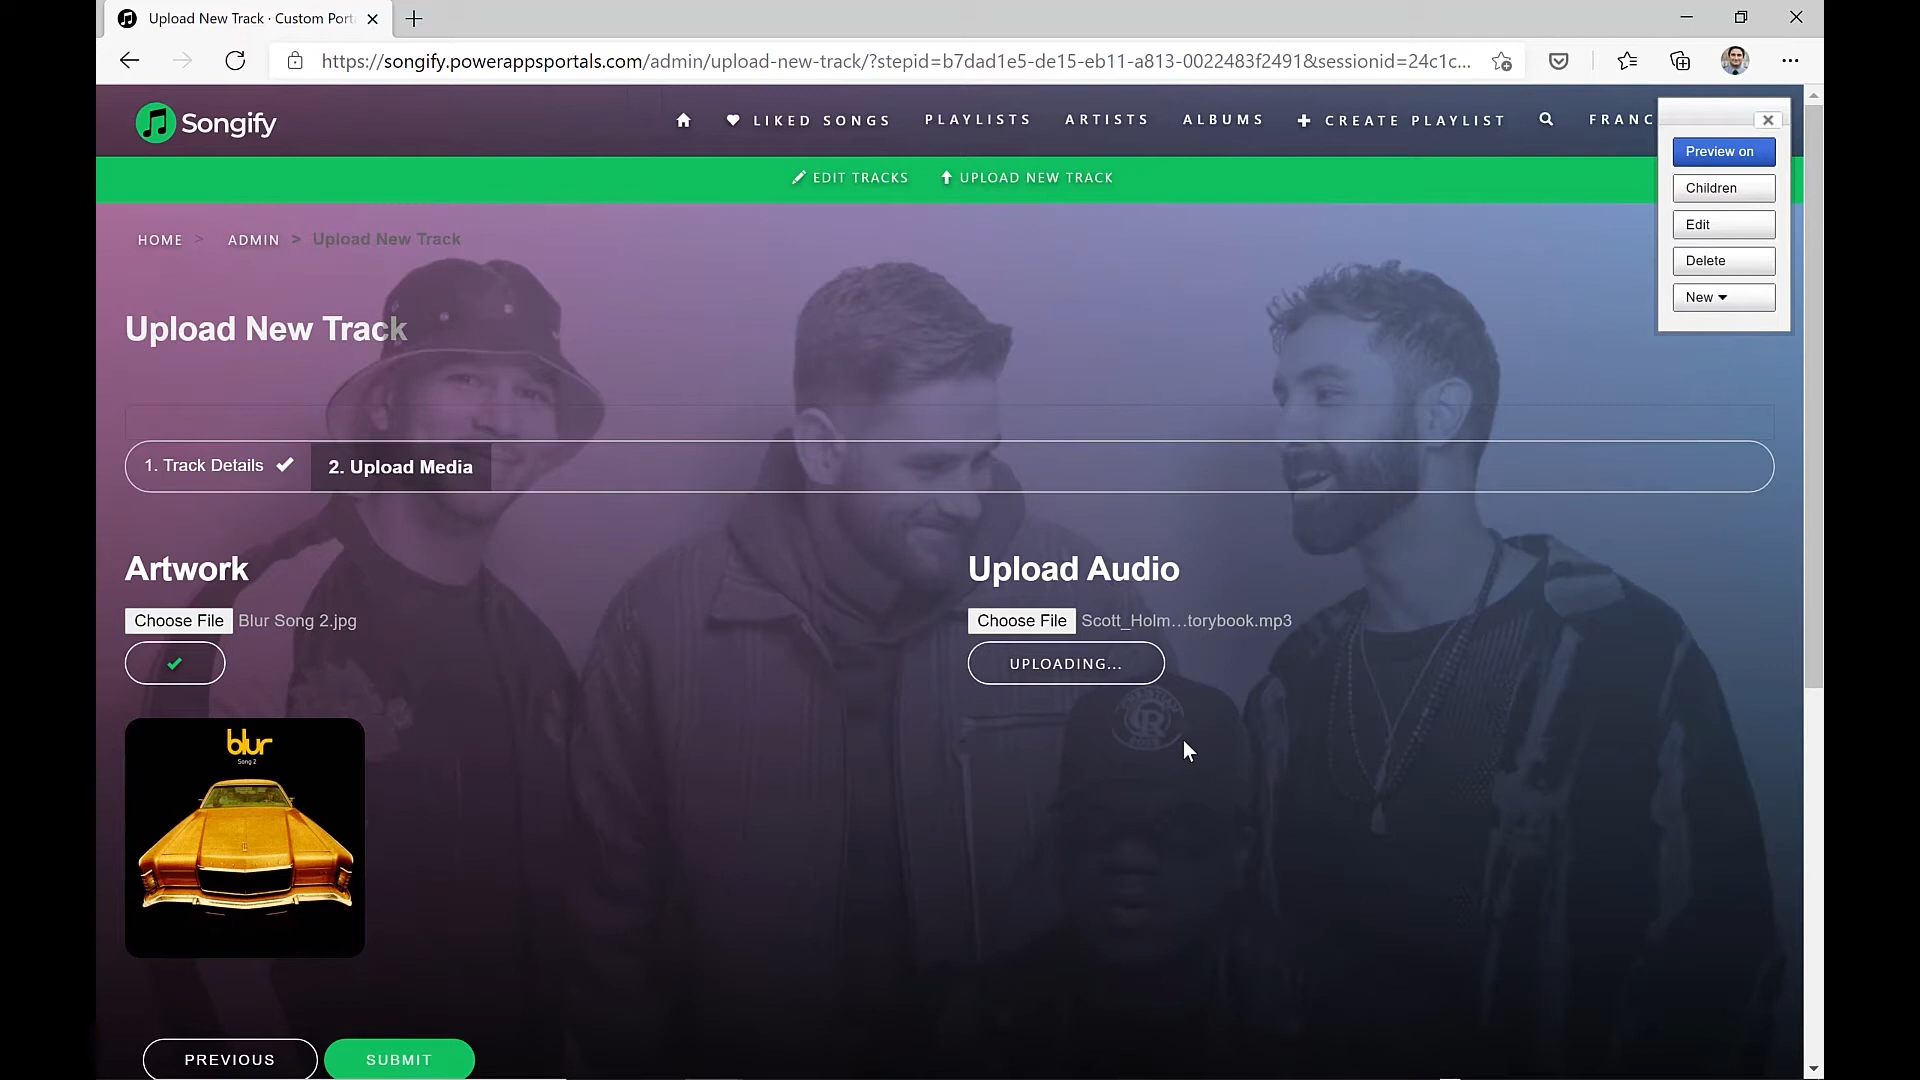 Upload New Track · Custom Port
https://songify.powerappsportals.com/admin/upload-new-track/?stepid=b7dad1e5-de15-eb11-a813-0022483f2491&sessionid=24c1c...
Songify
LIKED SONGS
PLAYLISTS
ARTISTS
ALBUMS
CREATE PLAYLIST
FRANC
Preview on
Children
Edit
Delete
New
EDIT TRACKS
UPLOAD NEW TRACK
HOME > ADMIN > Upload New Track
Upload New Track
1. Track Details
2. Upload Media
Artwork
Choose File Blur Song 2.jpg
Upload Audio
Choose File Scott_Holm...torybook.mp3
UPLOADING...
blur
Song 2
PREVIOUS
SUBMIT